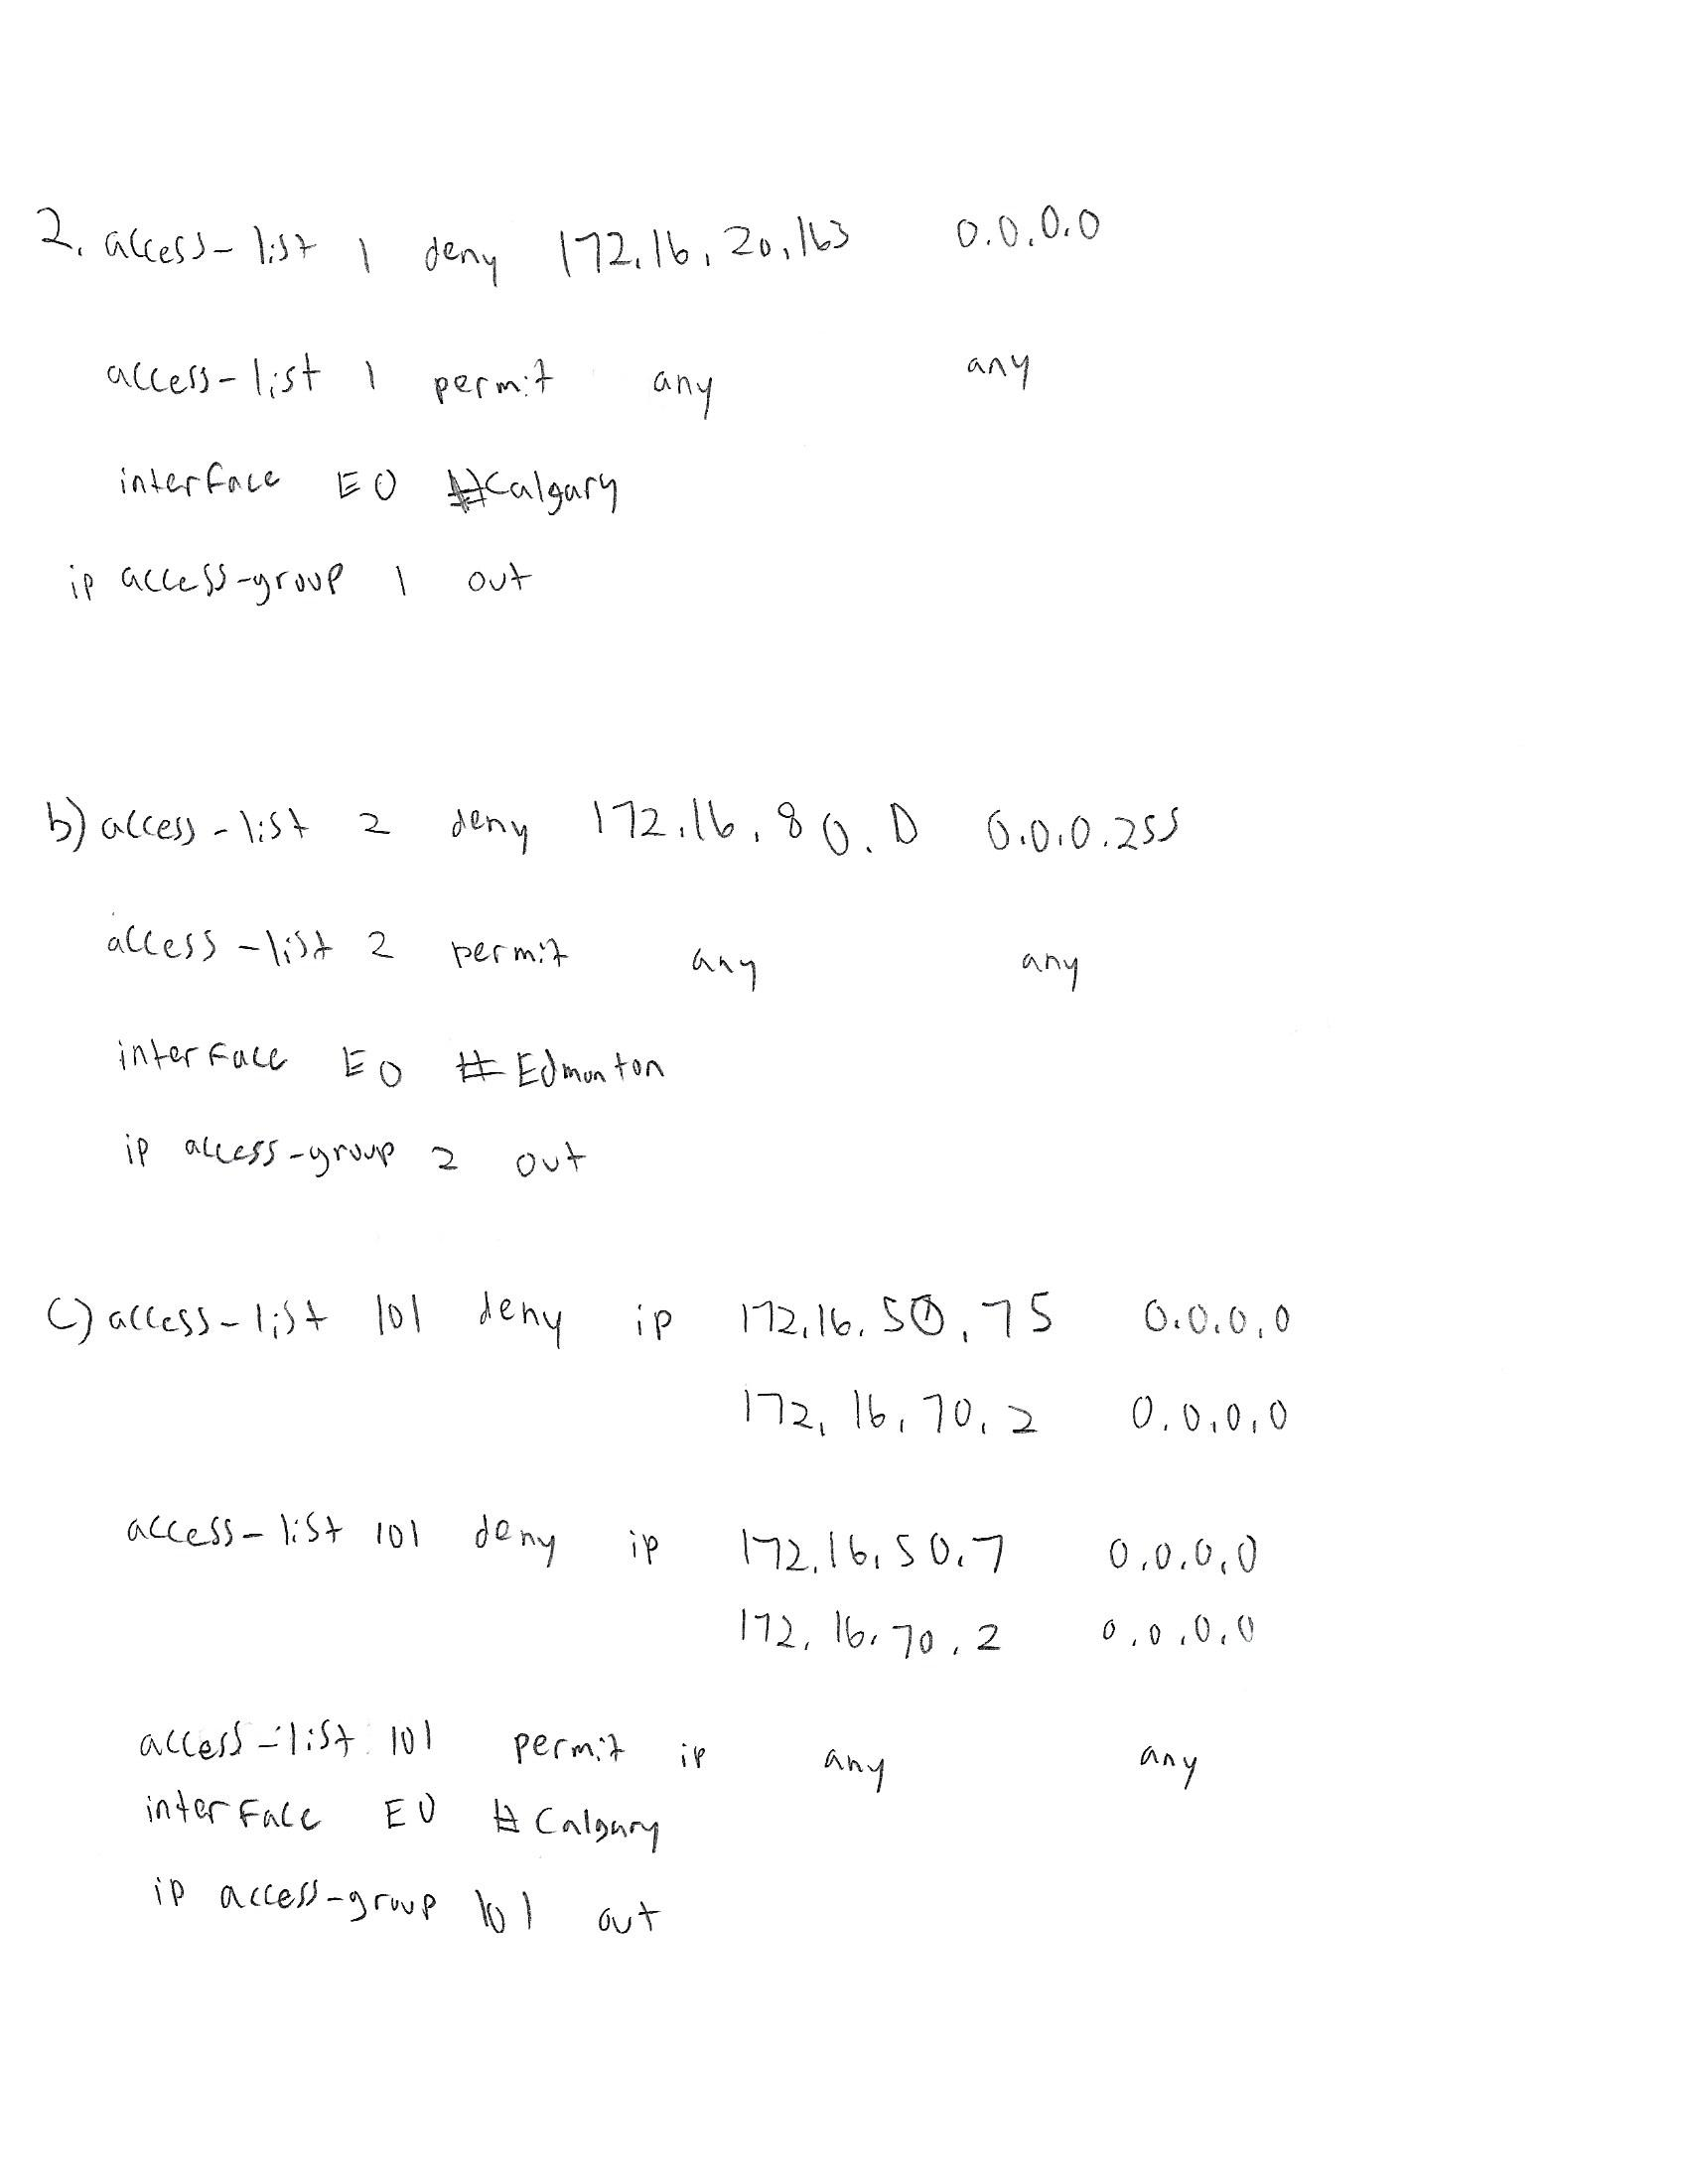 2. access-list 1 deny 172.16.20.163 0.0.0.0
access-list 1 permit any any
interface E0 #Calgary
ip access-group 1 out
b) access-list 2 deny 172.16.80.0 0.0.0.255
access-list 2 permit any any
interface E0 #Edmonton
ip access-group 2 out
c) access-list 101 deny ip 172.16.50.75 0.0.0.0
172.16.70.2 0.0.0.0
access-list 101 deny ip 172.16.50.7 0.0.0.0
172.16.70.2 0.0.0.0
access-list 101 permit ip any any
interface E0 #Calgary
ip access-group 101 out